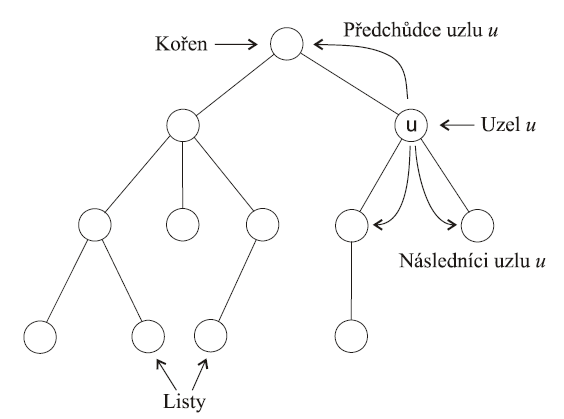 Předchůdce uzlu u
Kořen
u
Uzel u
Následníci uzlu u
Listy